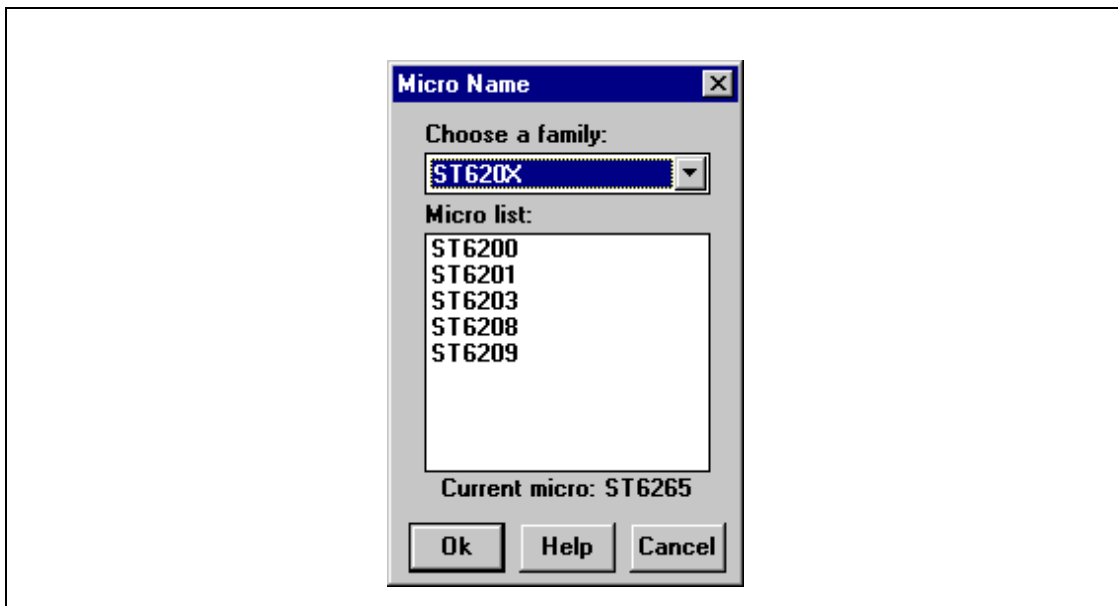 Micro Name
Choose a family:
ST620X
Micro list:
ST6200
ST6201
ST6203
ST6208
ST6209
Current micro: ST6265
Ok Help Cancel